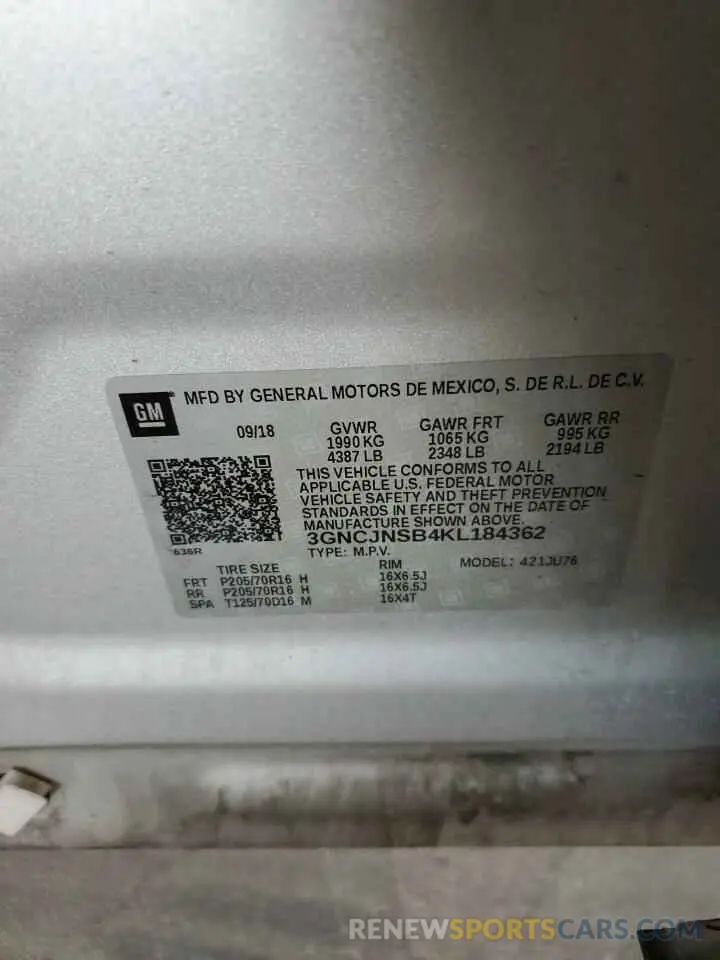 GM
MFD BY GENERAL MOTORS DE MEXICO, S. DE R.L. DE C.V.
09/18 GVWR GAWR FRT GAWR RR
1990 KG 1065 KG 995 KG
4387 LB 2348 LB 2194 LB
THIS VEHICLE CONFORMS TO ALL
APPLICABLE U.S. FEDERAL MOTOR
VEHICLE SAFETY AND THEFT PREVENTION
STANDARDS IN EFFECT ON THE DATE OF
MANUFACTURE SHOWN ABOVE.
3GNCJNSB4KL184362
636R
TYPE: M.P.V. MODEL: 421JU76
TIRE SIZE RIM
FRT P205/70R16 H 16X6.5J
RR P205/70R16 H 16X6.5J
SPA T125/70D16 M 16X4T
RENEWSPORTSCARS.COM